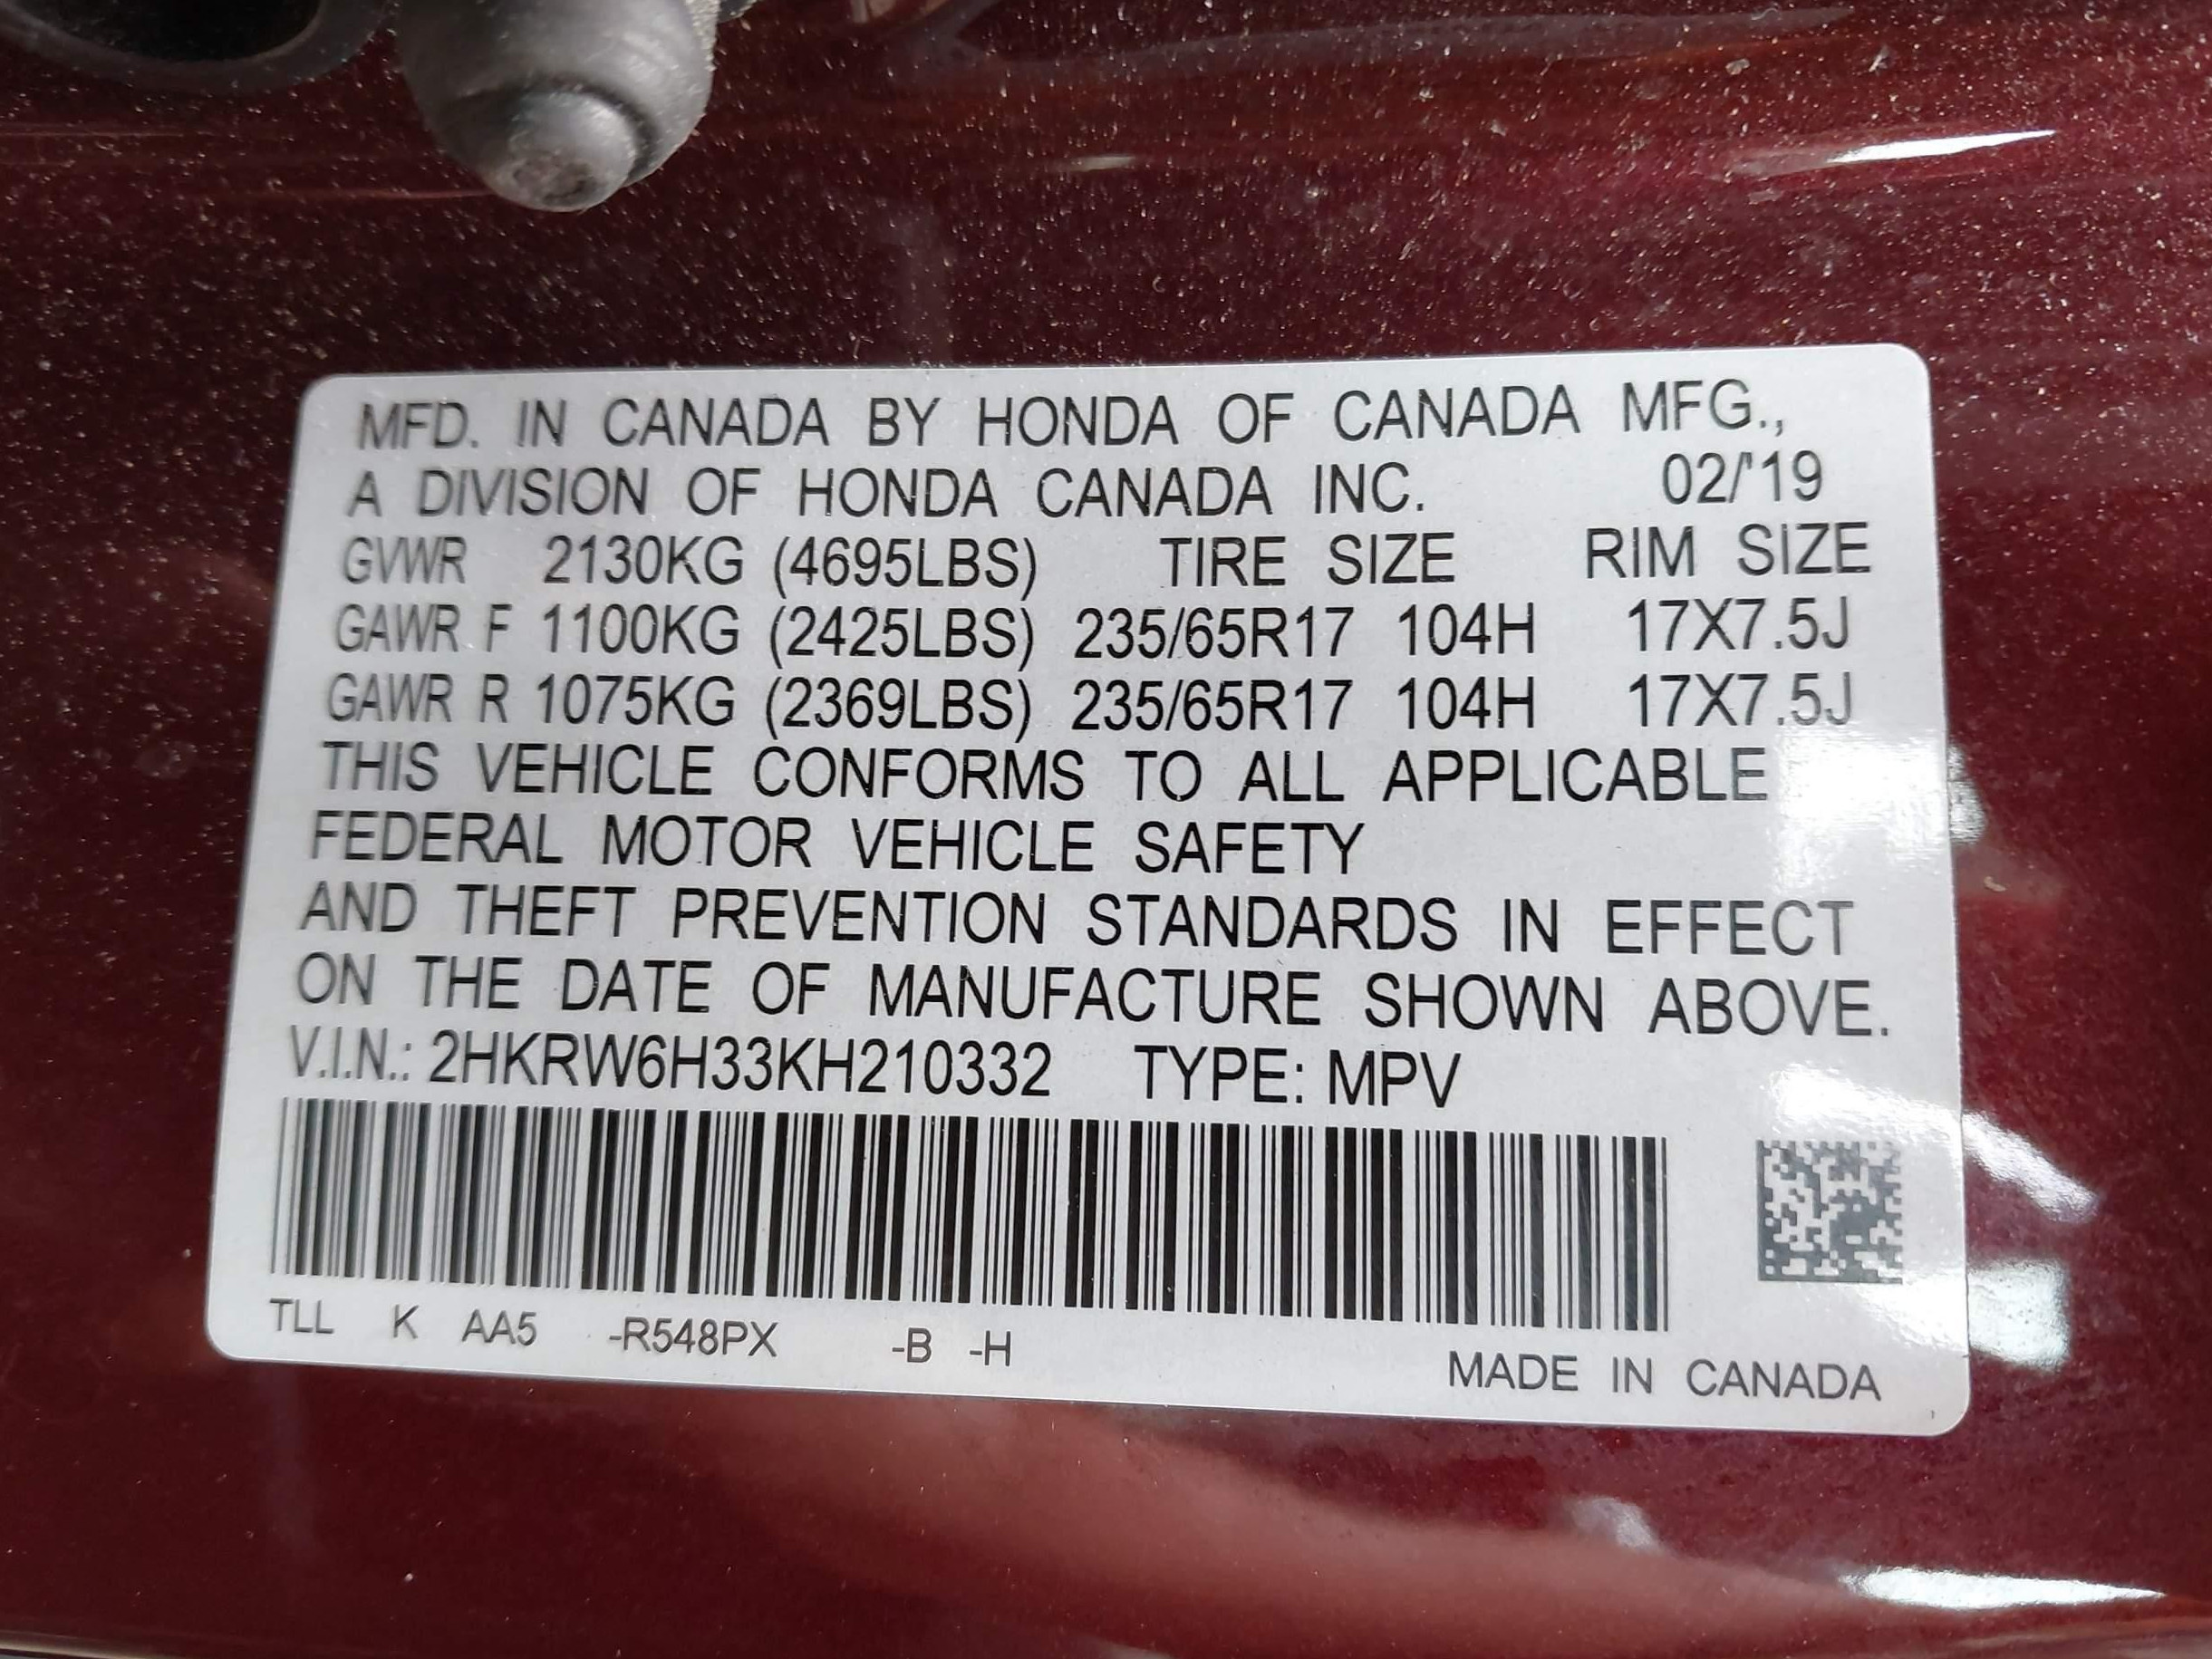 MFD. IN CANADA BY HONDA OF CANADA MFG.,
A DIVISION OF HONDA CANADA INC. 02/'19
GVWR 2130KG (4695LBS) TIRE SIZE RIM SIZE
GAWR F 1100KG (2425LBS) 235/65R17 104H 17X7.5J
GAWR R 1075KG (2369LBS) 235/65R17 104H 17X7.5J
THIS VEHICLE CONFORMS TO ALL APPLICABLE
FEDERAL MOTOR VEHICLE SAFETY
AND THEFT PREVENTION STANDARDS IN EFFECT
ON THE DATE OF MANUFACTURE SHOWN ABOVE.
V.I.N.: 2HKRW6H33KH210332 TYPE: MPV
TLL K AA5 -R548PX -B -H
MADE IN CANADA